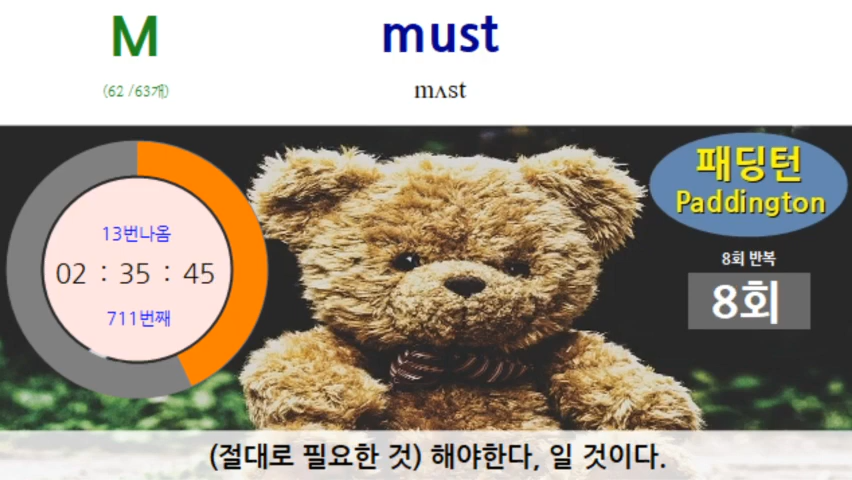 M
must
(62 /63개)
mʌst
패딩턴
Paddington
13번나옴
02 : 35 : 45
711번째
8회 반복
8회
(절대로 필요한 것) 해야한다, 일 것이다.